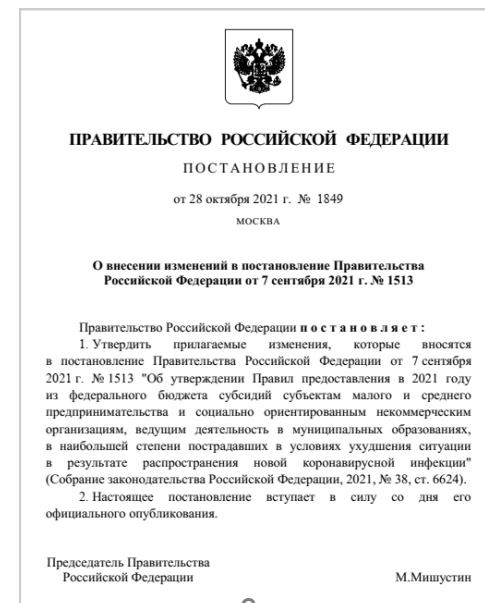 ПРАВИТЕЛЬСТВО РОССИЙСКОЙ ФЕДЕРАЦИИ
ПОСТАНОВЛЕНИЕ
от 28 октября 2021 г. № 1849
МОСКВА
О внесении изменений в постановление Правительства
Российской Федерации от 7 сентября 2021 г. № 1513
Правительство Российской Федерации п о с т а н о в л я е т :
1. Утвердить прилагаемые изменения, которые вносятся
в постановление Правительства Российской Федерации от 7 сентября
2021 г. № 1513 "Об утверждении Правил предоставления в 2021 году
из федерального бюджета субсидий субъектам малого и среднего
предпринимательства и социально ориентированным некоммерческим
организациям, ведущим деятельность в муниципальных образованиях,
в наибольшей степени пострадавших в условиях ухудшения ситуации
в результате распространения новой коронавирусной инфекции"
(Собрание законодательства Российской Федерации, 2021, № 38, ст. 6624).
2. Настоящее постановление вступает в силу со дня его
официального опубликования.
Председатель Правительства
Российской Федерации М.Мишустин